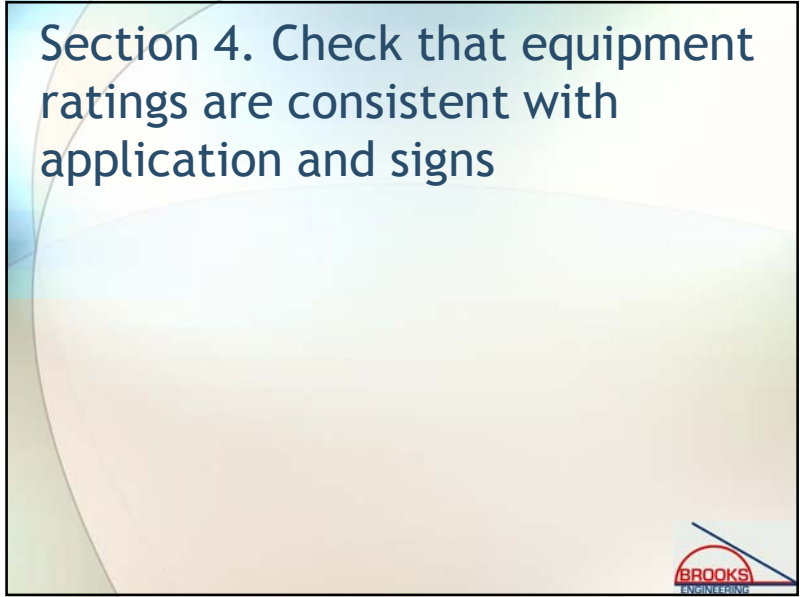 Section 4. Check that equipment
ratings are consistent with
application and signs
BROOKS
ENGINEERING